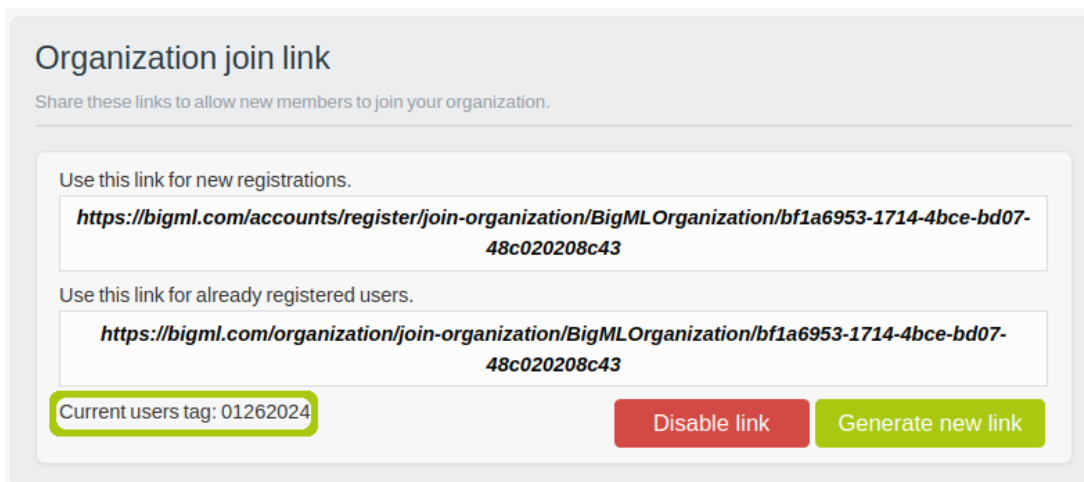 Organization join link
Share these links to allow new members to join your organization.
Use this link for new registrations.
https://bigml.com/accounts/register/join-organization/BigMLOrganization/bf1a6953-1714-4bce-bd07-
48c020208c43
Use this link for already registered users.
https://bigml.com/organization/join-organization/BigMLOrganization/bf1a6953-1714-4bce-bd07-
48c020208c43
Current users tag: 01262024
Disable link
Generate new link